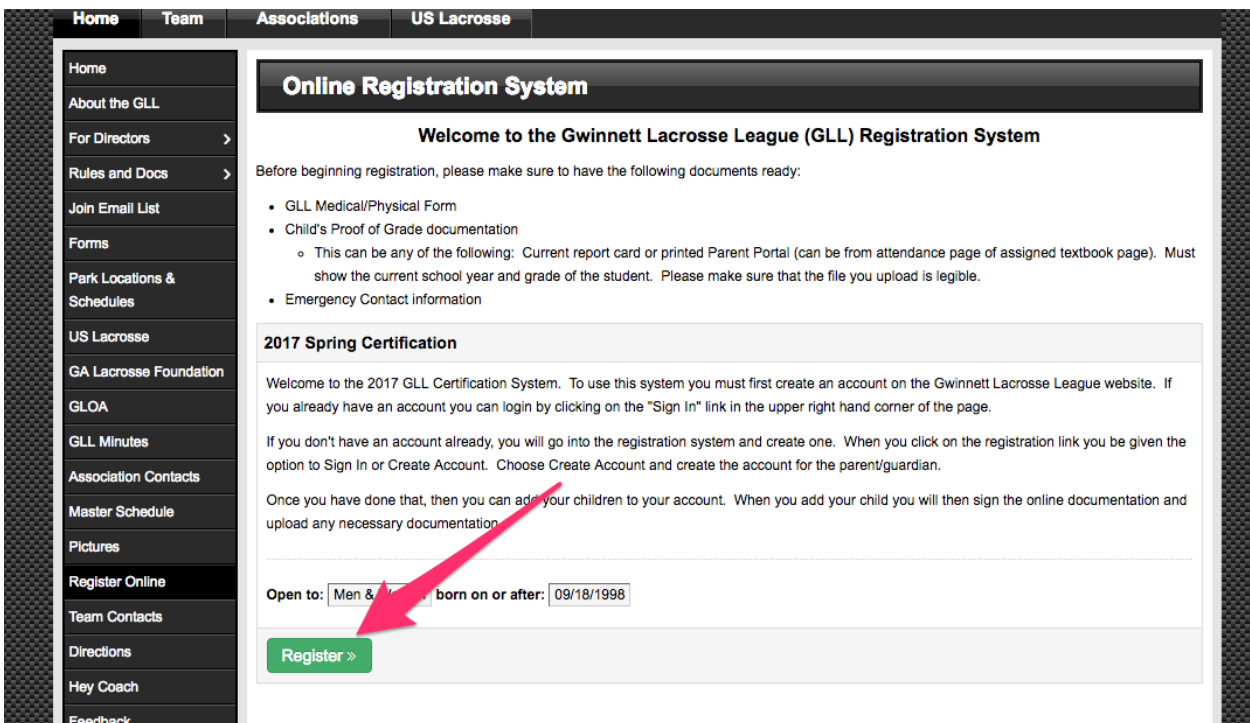 Home Team Associations US Lacrosse
Home
About the GLL
For Directors
Rules and Docs
Join Email List
Forms
Park Locations &
Schedules
US Lacrosse
GA Lacrosse Foundation
GLOA
GLL Minutes
Association Contacts
Master Schedule
Pictures
Register Online
Team Contacts
Directions
Hey Coach
Feedback
Online Registration System
Welcome to the Gwinnett Lacrosse League (GLL) Registration System
Before beginning registration, please make sure to have the following documents ready:
• GLL Medical/Physical Form
• Child's Proof of Grade documentation
◦ This can be any of the following: Current report card or printed Parent Portal (can be from attendance page of assigned textbook page). Must
show the current school year and grade of the student. Please make sure that the file you upload is legible.
• Emergency Contact information
2017 Spring Certification
Welcome to the 2017 GLL Certification System. To use this system you must first create an account on the Gwinnett Lacrosse League website. If
you already have an account you can login by clicking on the "Sign In" link in the upper right hand corner of the page.
If you don't have an account already, you will go into the registration system and create one. When you click on the registration link you be given the
option to Sign In or Create Account. Choose Create Account and create the account for the parent/guardian.
Once you have done that, then you can add your children to your account. When you add your child you will then sign the online documentation and
upload any necessary documentation
Open to: Men & born on or after: 09/18/1998
Register »